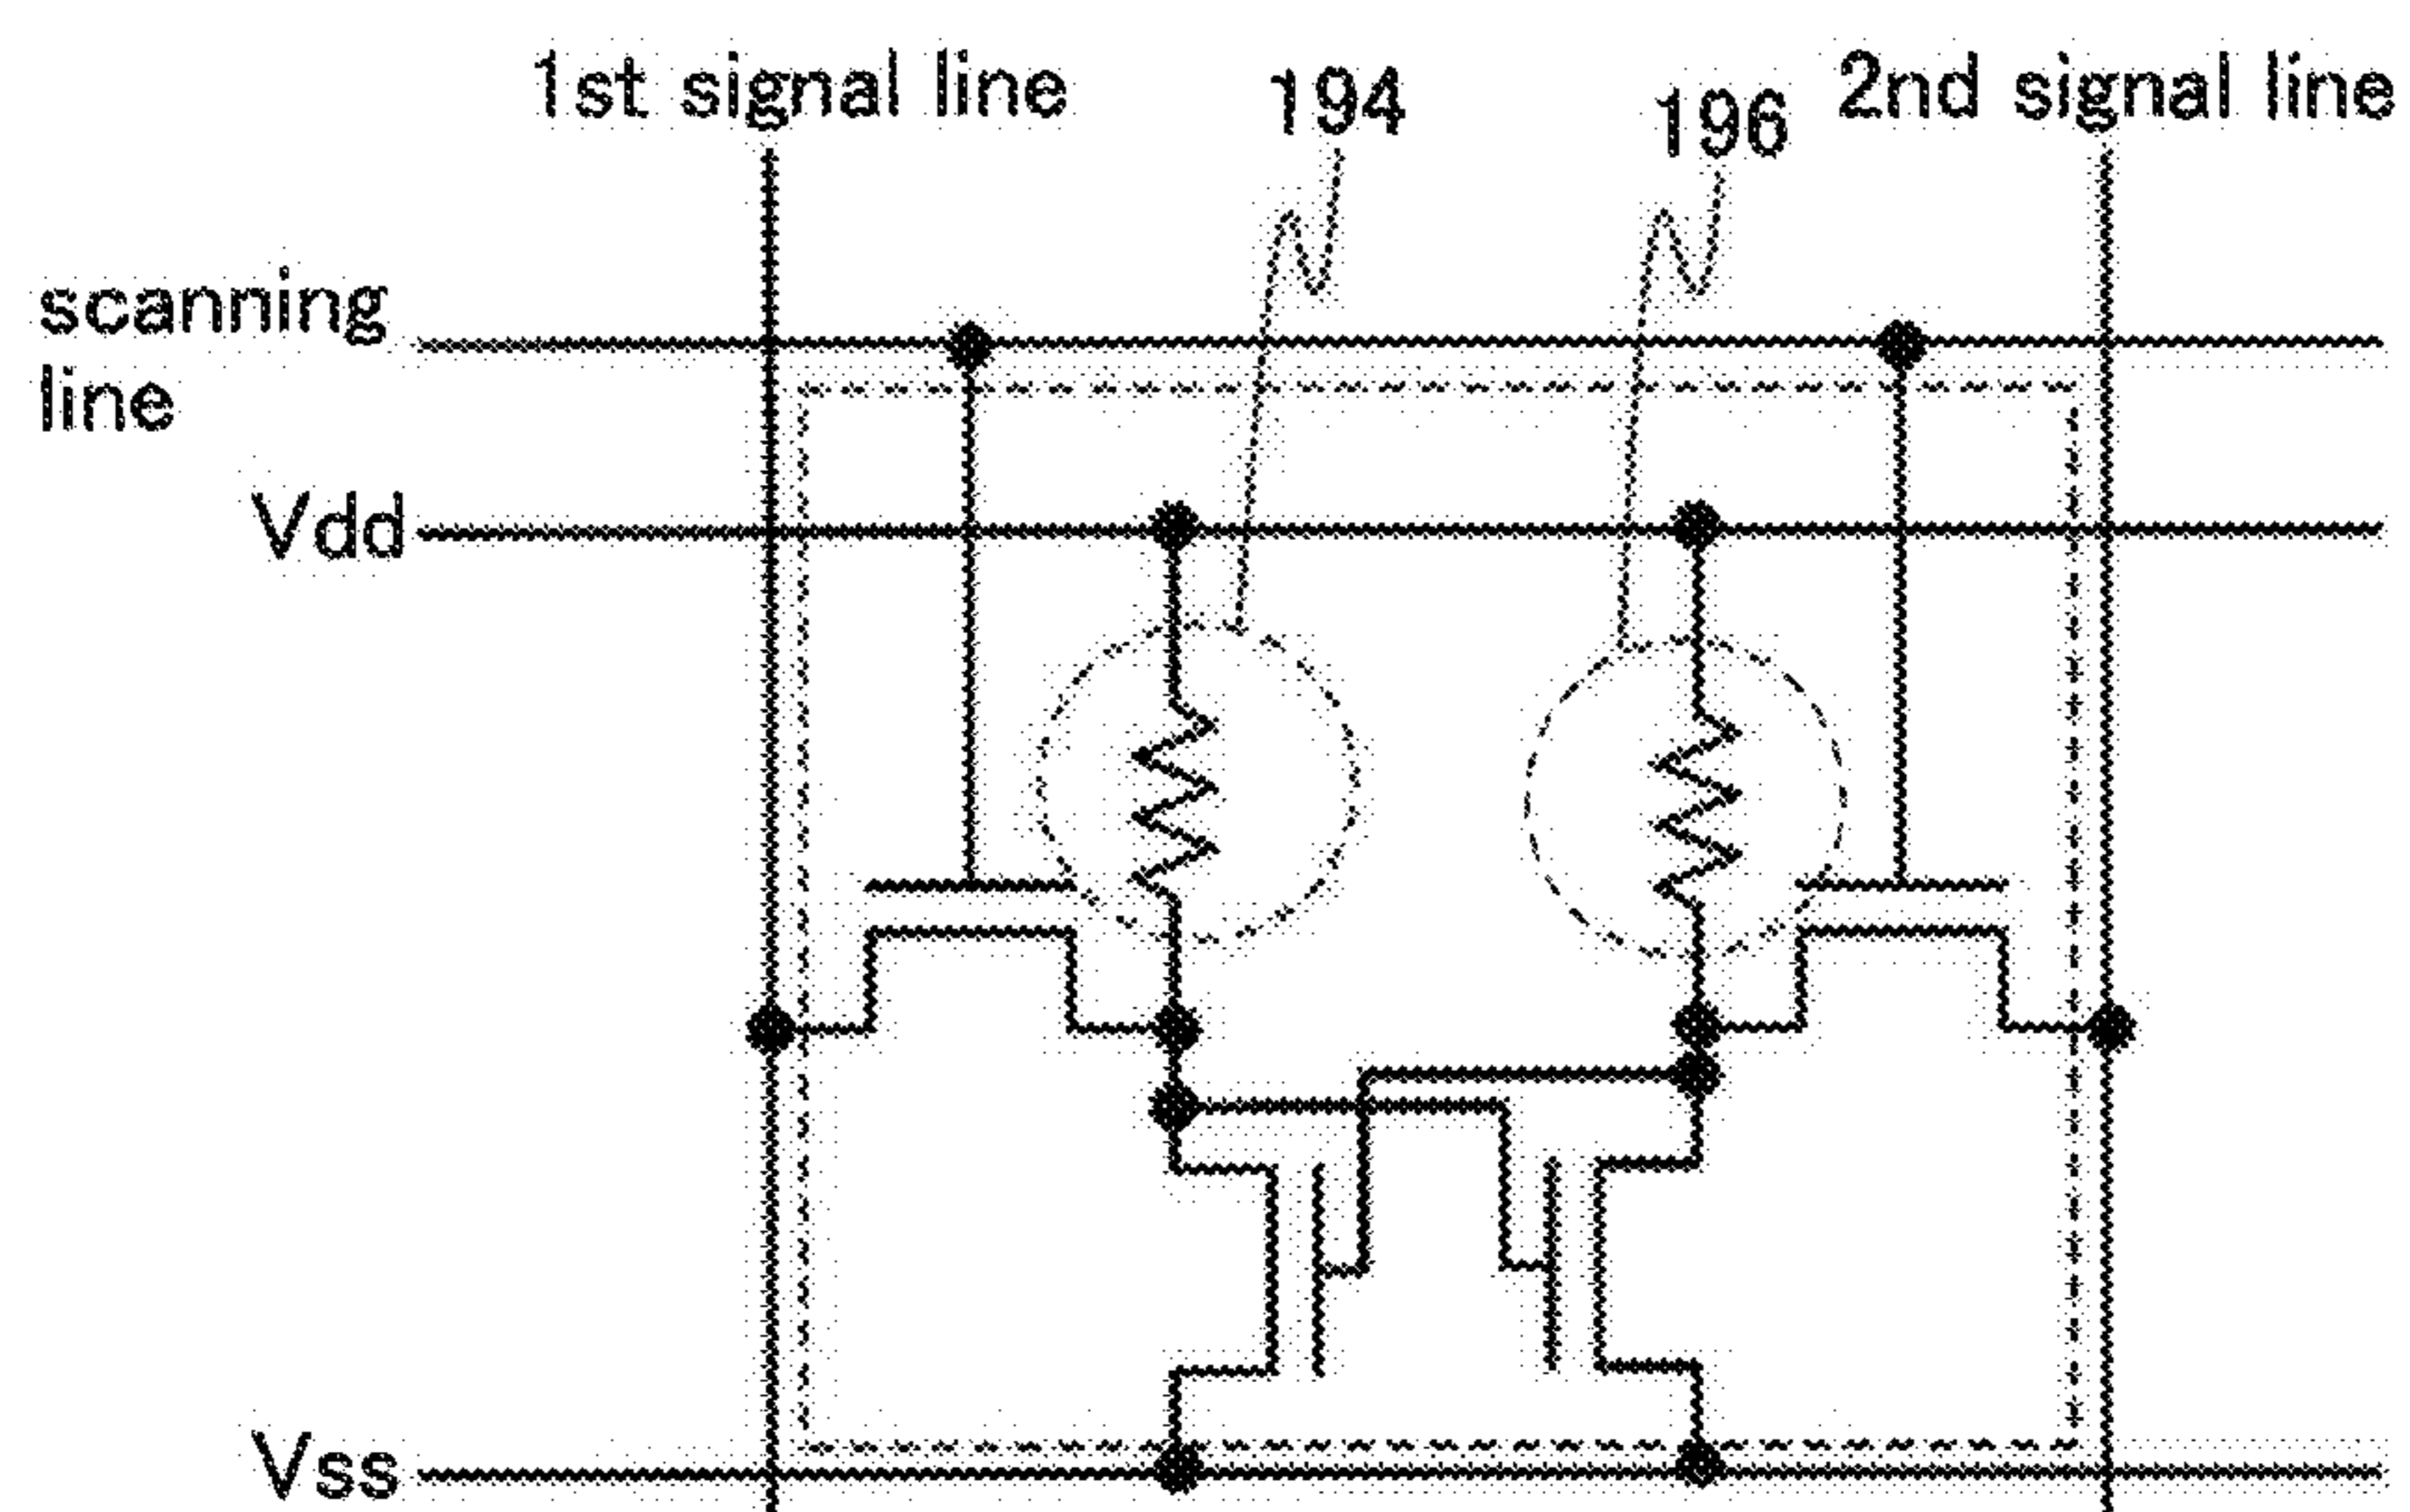 1st signal line
194
196
2nd signal line
scanning
line
Vdd
Vss